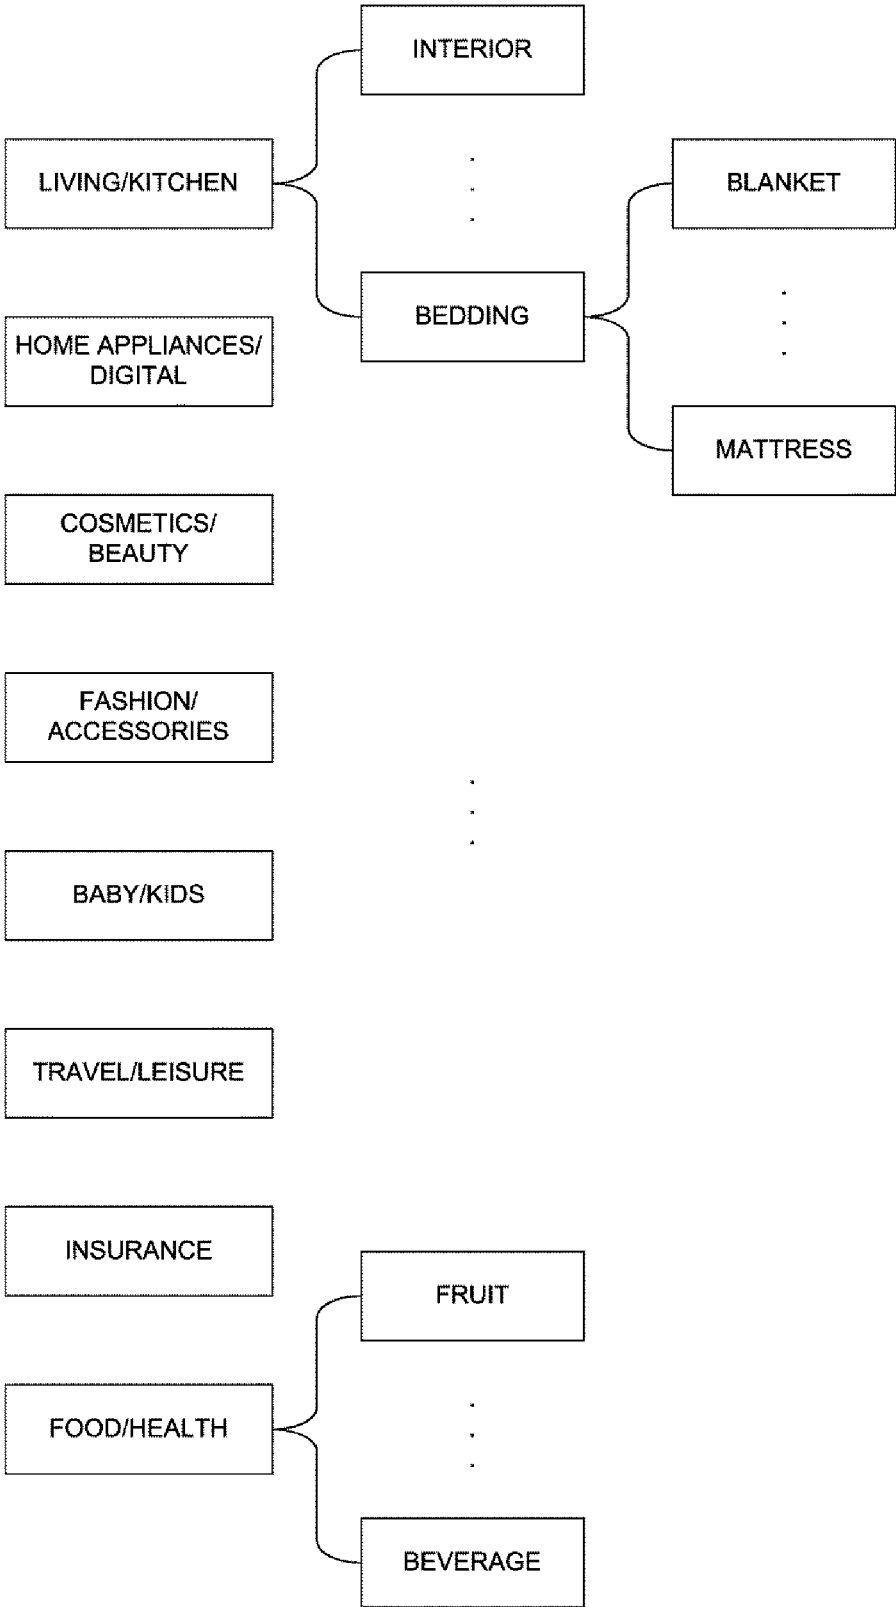 INTERIOR
LIVING/KITCHEN
BLANKET
BEDDING
HOME APPLIANCES/
DIGITAL
MATTRESS
COSMETICS/
BEAUTY
FASHION/
ACCESSORIES
BABY/KIDS
TRAVEL/LEISURE
INSURANCE
FRUIT
FOOD/HEALTH
BEVERAGE